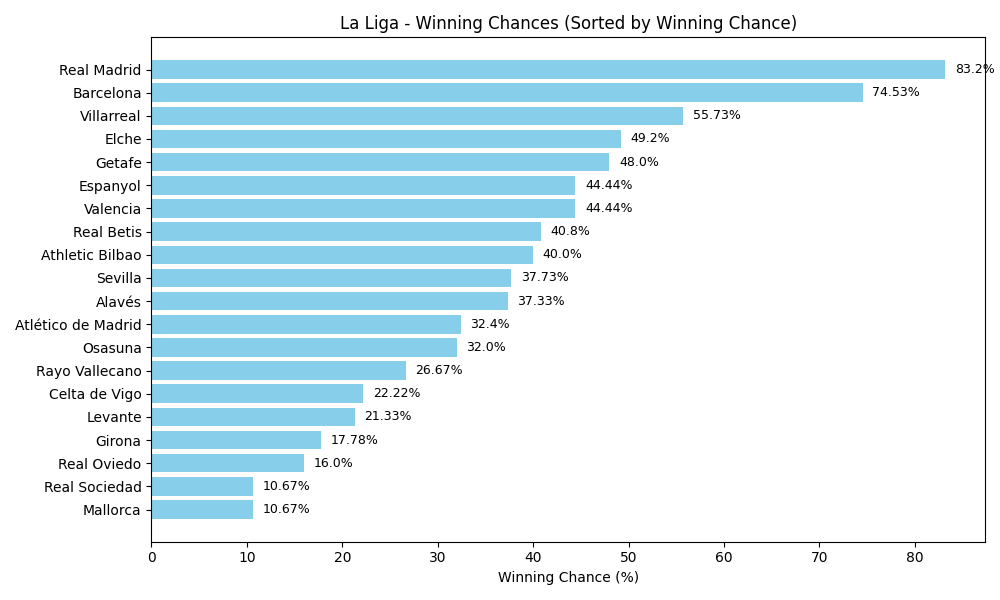 La Liga - Winning Chances (Sorted by Winning Chance)
Real Madrid 83.2%
Barcelona 74.53%
Villarreal 55.73%
Elche 49.2%
Getafe 48.0%
Espanyol 44.44%
Valencia 44.44%
Real Betis 40.8%
Athletic Bilbao 40.0%
Sevilla 37.73%
Alavés 37.33%
Atlético de Madrid 32.4%
Osasuna 32.0%
Rayo Vallecano 26.67%
Celta de Vigo 22.22%
Levante 21.33%
Girona 17.78%
Real Oviedo 16.0%
Real Sociedad 10.67%
Mallorca 10.67%
0 10 20 30 40 50 60 70 80
Winning Chance (%)